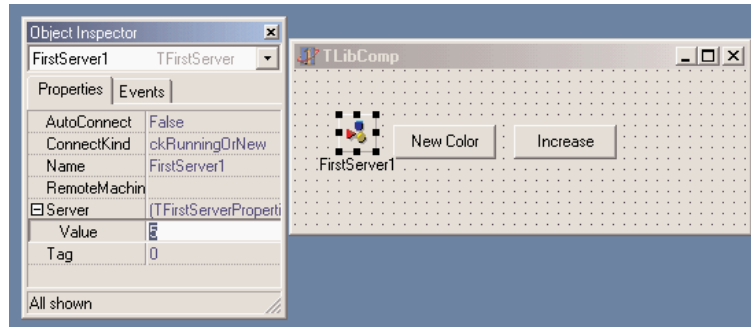 Object Inspector
FirstServer1 TFirstServer
Properties Events
AutoConnect False
ConnectKind ckRunningOrNew
Name FirstServer1
RemoteMachin
Server (TFirstServerProperti
Value 5
Tag 0
All shown
TLibComp
FirstServer1
New Color
Increase